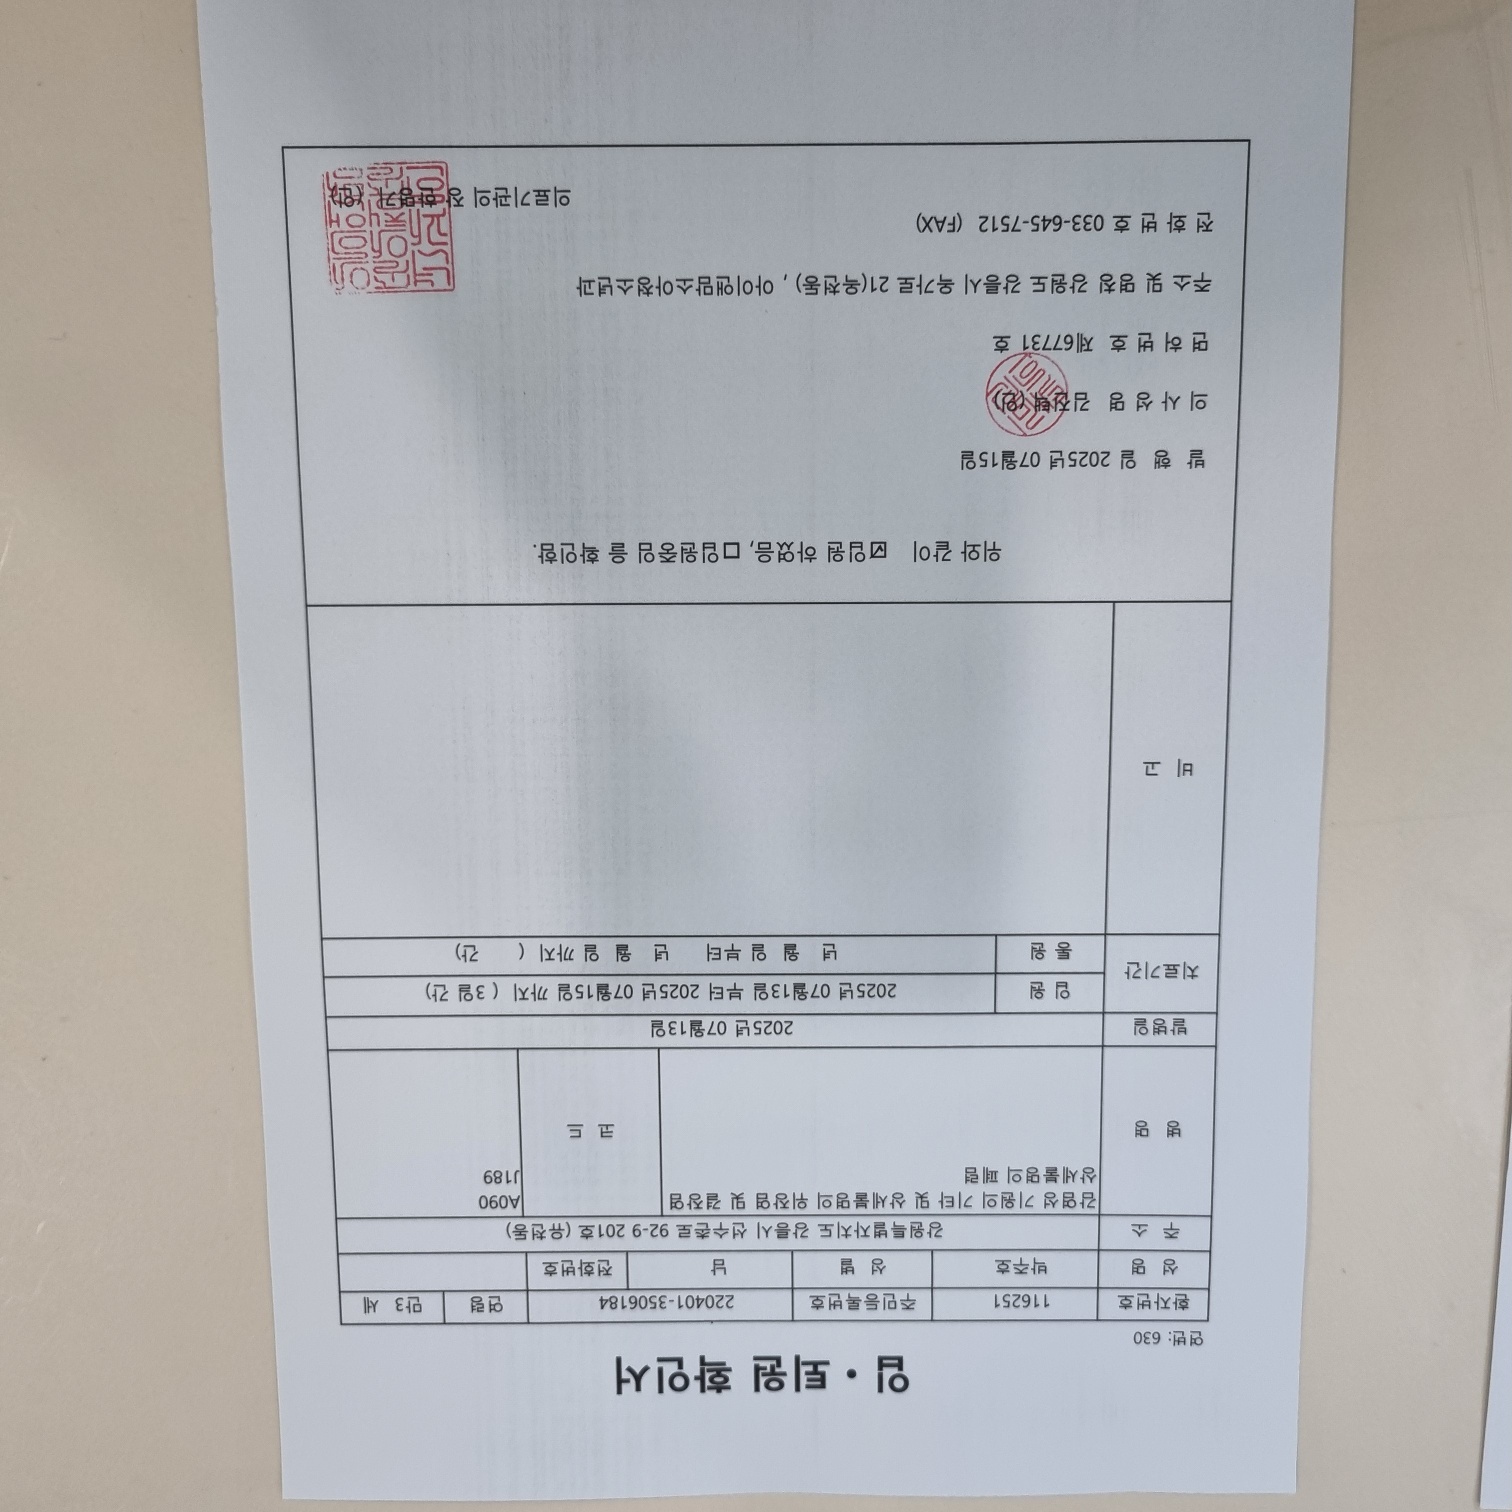 입 · 퇴원 확인서
연번: 630
환자번호 116251 주민등록번호 220401-3506184 연령 만3 세
성 명 박주호 성 별 남 전화번호
주 소 강원특별자치도 강릉시 선수촌로 92-9 201호 (유천동)
병 명 감염성 기원의 기타 및 상세불명의 위장염 및 결장염 코 드 A090
상세불명의 폐렴 J189
발병일 2025년 07월13일
치료기간 입 원 2025년 07월13일 부터 2025년 07월15일 까지 ( 3일 간)
통 원 년 월 일 부터 년 월 일 까지 ( 간)
비 고
위와 같이 ☑입원 하였음, □입원중임 을 확인함.
발 행 일 2025년 07월15일
의 사 성 명 김진택 (인)
면 허 번 호 제67731 호
주소 및 명칭 강원도 강릉시 옥가로 21(옥천동) , 아이앤맘소아청소년과
전 화 번 호 033-645-7512 (FAX)
의료기관의 장 한명기 (인)